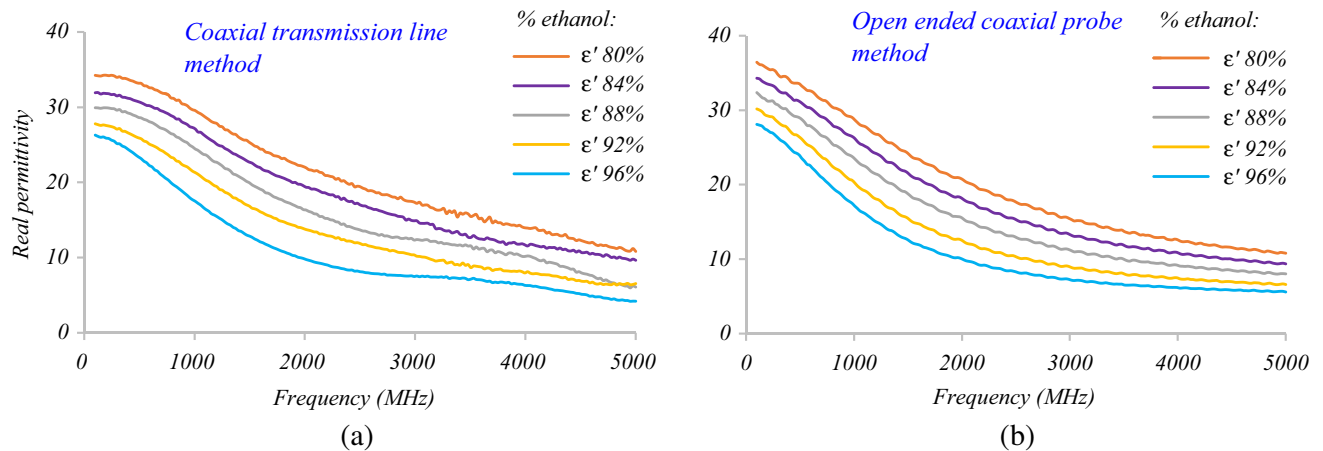 Coaxial transmission line
method
% ethanol:
ε′ 80%
ε′ 84%
ε′ 88%
ε′ 92%
ε′ 96%
Real permittivity
40
30
20
10
0
0 1000 2000 3000 4000 5000
Frequency (MHz)
(a)
Open ended coaxial probe
method
% ethanol:
ε′ 80%
ε′ 84%
ε′ 88%
ε′ 92%
ε′ 96%
40
30
20
10
0
0 1000 2000 3000 4000 5000
Frequency (MHz)
(b)